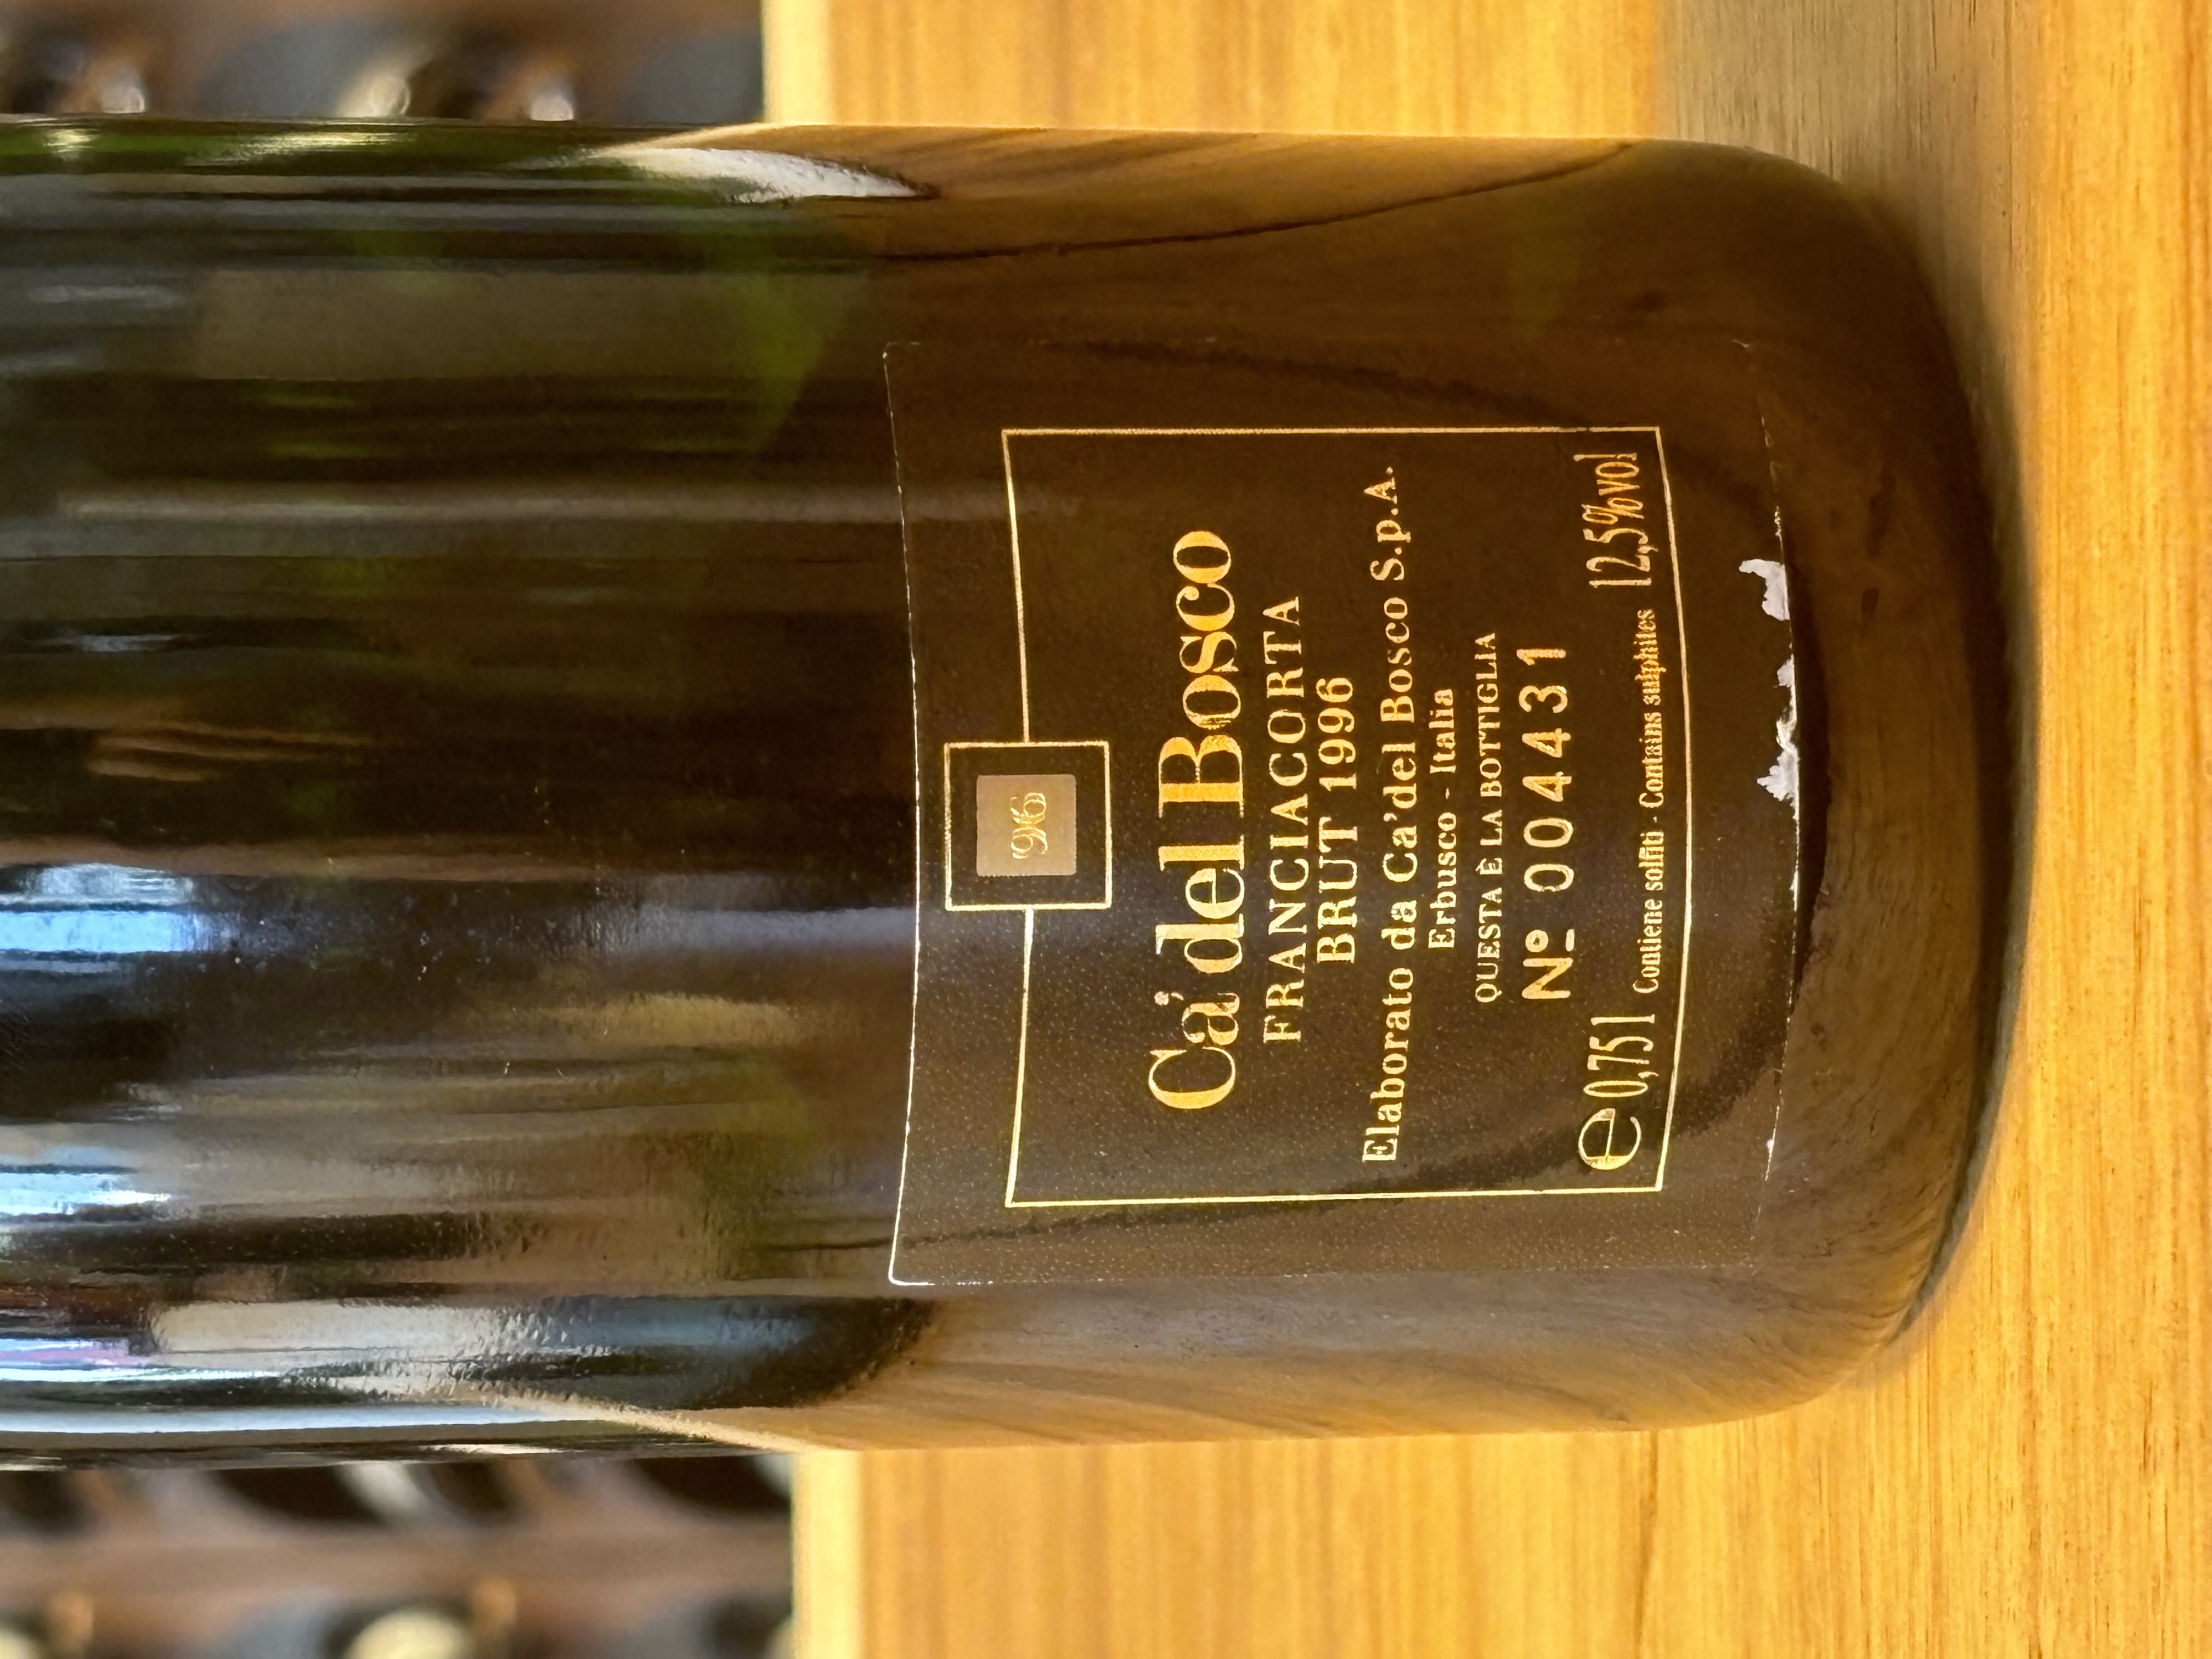 96
Ca'del Bosco
FRANCIACORTA
BRUT 1996
Elaborato da Ca'del Bosco S.p.A.
Erbusco - Italia
QUESTA È LA BOTTIGLIA
Nº 004431
e 0,75 l Contiene solfiti - Contains sulphites 12,5%vol